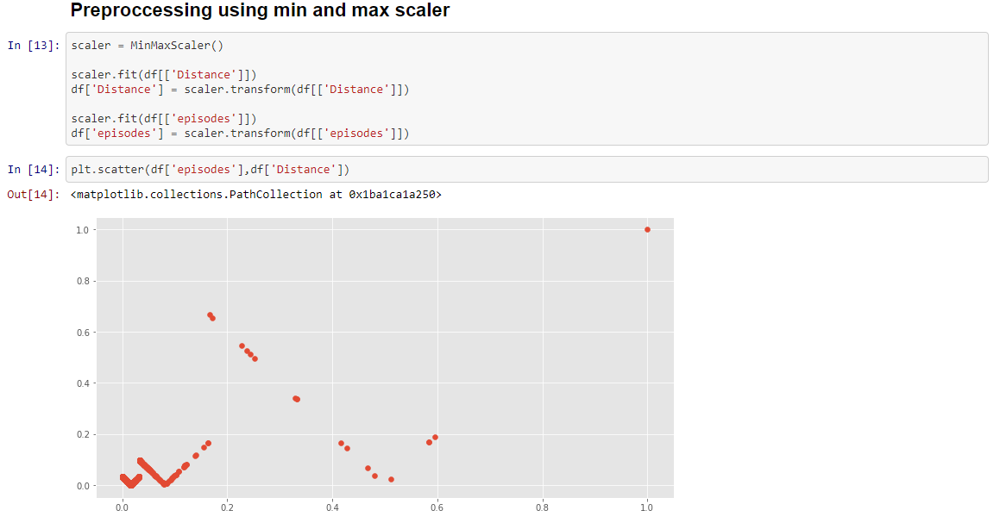 Preproccessing using min and max scaler
In [13]: scaler = MinMaxScaler()
scaler.fit(df[['Distance']])
df['Distance'] = scaler.transform(df[['Distance']])
scaler.fit(df[['episodes']])
df['episodes'] = scaler.transform(df[['episodes']])
In [14]: plt.scatter(df['episodes'],df['Distance'])
Out[14]: <matplotlib.collections.PathCollection at 0x1ba1ca1a250>
1.0
0.8
0.6
0.4
0.2
0.0
0.0 0.2 0.4 0.6 0.8 1.0